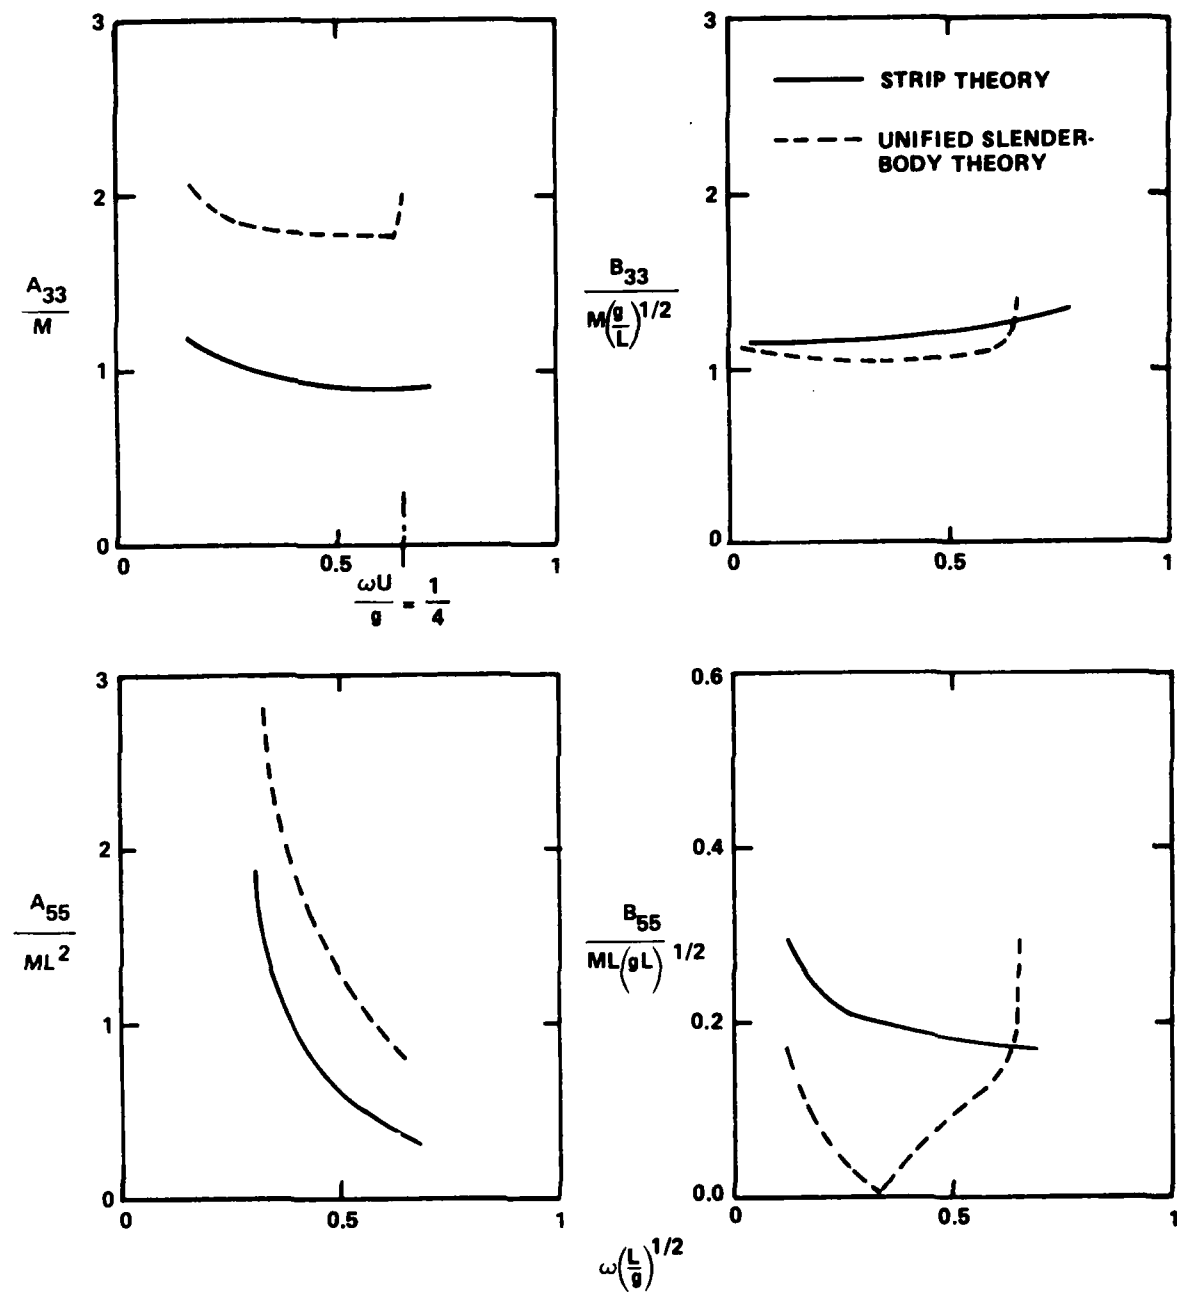 3
2
1
0
A33
M
0
0.5
1
ωU/g = 1/4
3
2
1
0
B33
M(g/L)1/2
STRIP THEORY
UNIFIED SLENDER-
BODY THEORY
0
0.5
1
3
2
1
0
A55
ML2
0
0.5
1
0.6
0.4
0.2
0.0
B55
ML(gL)1/2
0
0.5
1
ω(L/g)1/2